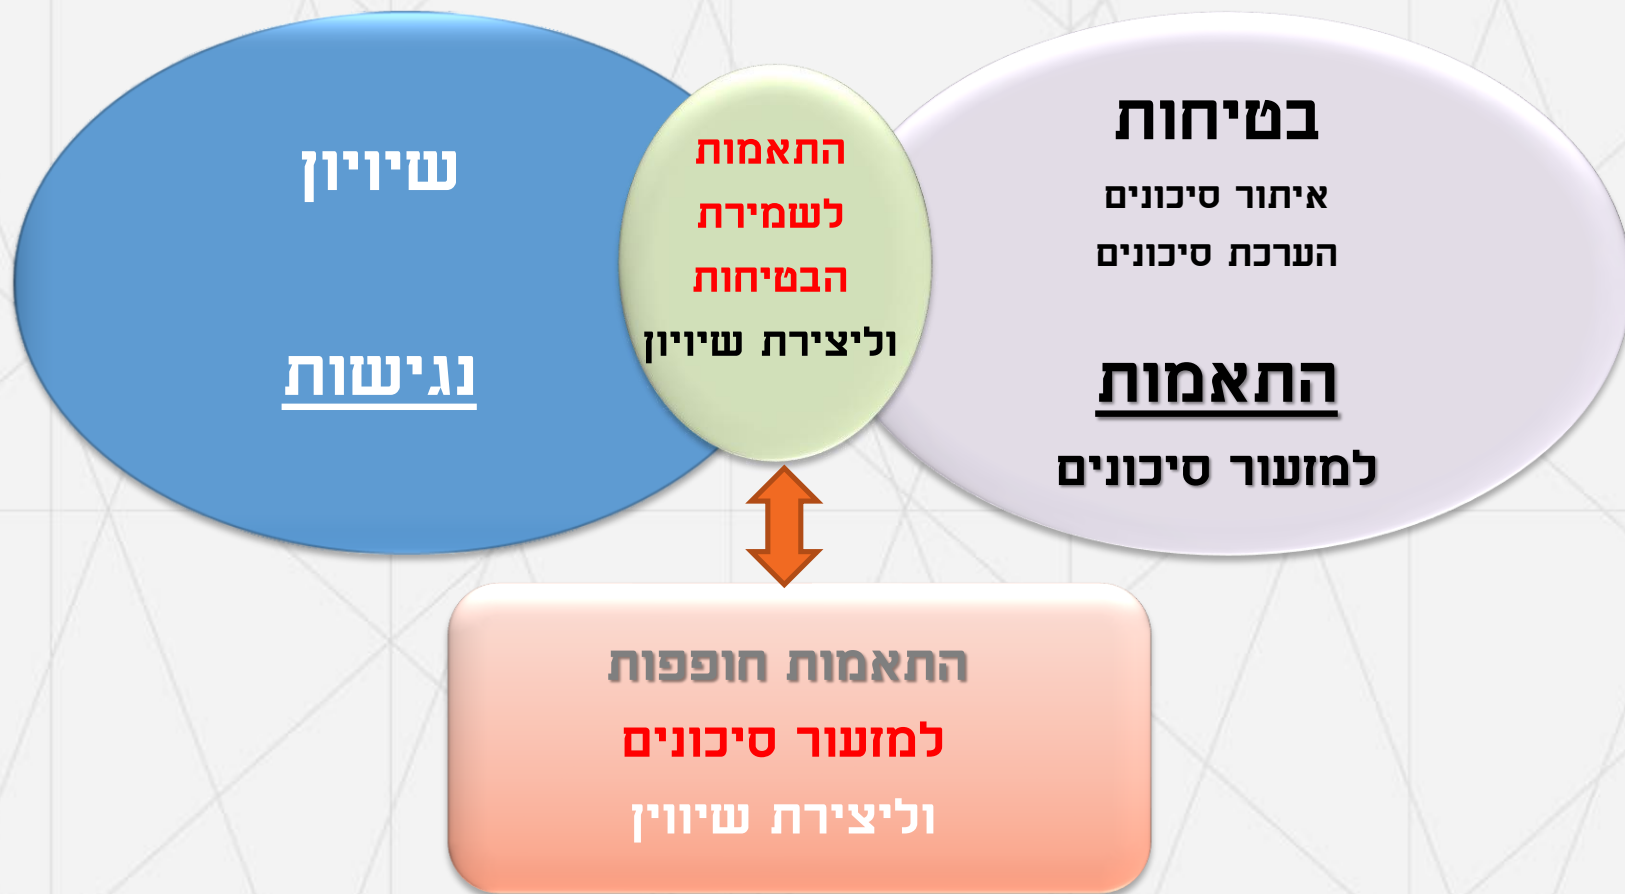 בטיחות
איתור סיכונים
הערכת סיכונים
התאמות
למזעור סיכונים
התאמות
לשמירת
הבטיחות
וליצירת שיויון
שיויון
נגישות
התאמות חופפות
למזעור סיכונים
וליצירת שיווין